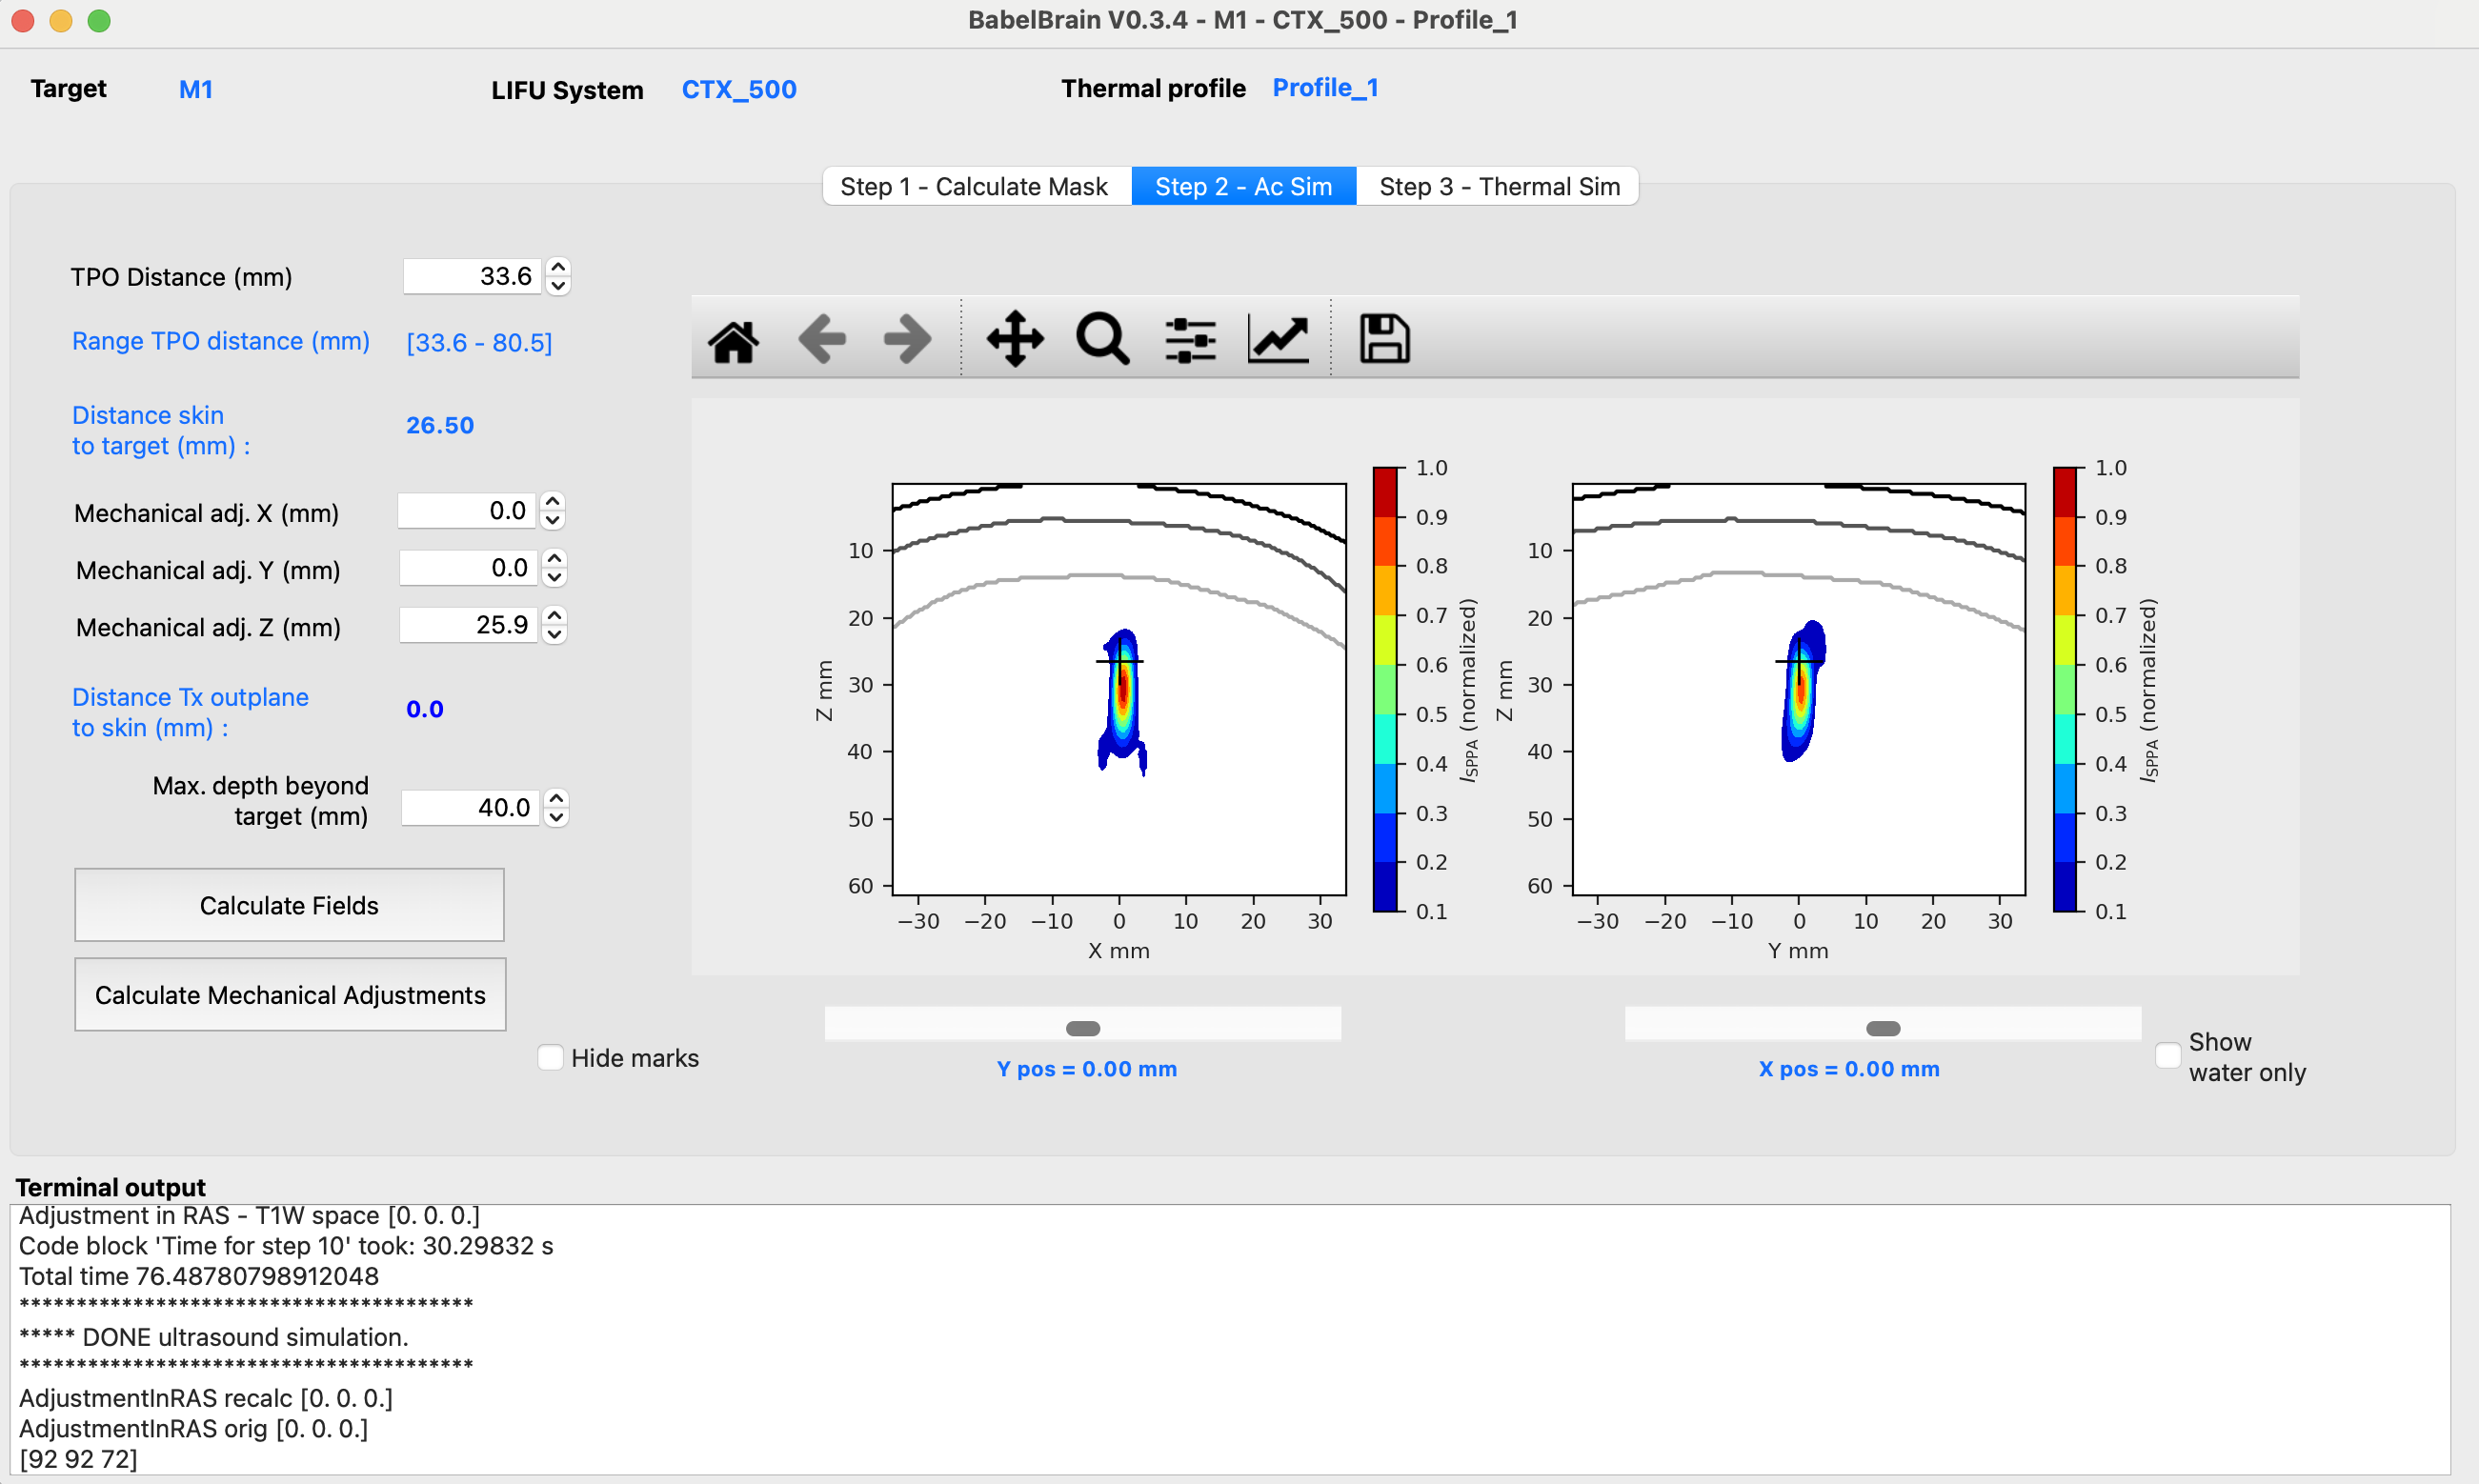 BabelBrain V0.3.4 - M1 - CTX_500 - Profile_1
Target M1 LIFU System CTX_500 Thermal profile Profile_1
Step 1 - Calculate Mask Step 2 - Ac Sim Step 3 - Thermal Sim
TPO Distance (mm) 33.6
Range TPO distance (mm) [33.6 - 80.5]
Distance skin
to target (mm) : 26.50
Mechanical adj. X (mm) 0.0
Mechanical adj. Y (mm) 0.0
Mechanical adj. Z (mm) 25.9
Distance Tx outplane
to skin (mm) : 0.0
Max. depth beyond
target (mm) 40.0
Calculate Fields
Calculate Mechanical Adjustments
Hide marks
Z mm
10
20
30
40
50
60
−30 −20 −10 0 10 20 30
X mm
1.0
0.9
0.8
0.7
0.6
0.5
0.4
0.3
0.2
0.1
ISPPA (normalized)
Z mm
10
20
30
40
50
60
−30 −20 −10 0 10 20 30
Y mm
1.0
0.9
0.8
0.7
0.6
0.5
0.4
0.3
0.2
0.1
ISPPA (normalized)
Y pos = 0.00 mm
X pos = 0.00 mm
Show
water only
Terminal output
Adjustment in RAS - T1W space [0. 0. 0.]
Code block 'Time for step 10' took: 30.29832 s
Total time 76.48780798912048
****************************************
***** DONE ultrasound simulation.
****************************************
AdjustmentInRAS recalc [0. 0. 0.]
AdjustmentInRAS orig [0. 0. 0.]
[92 92 72]